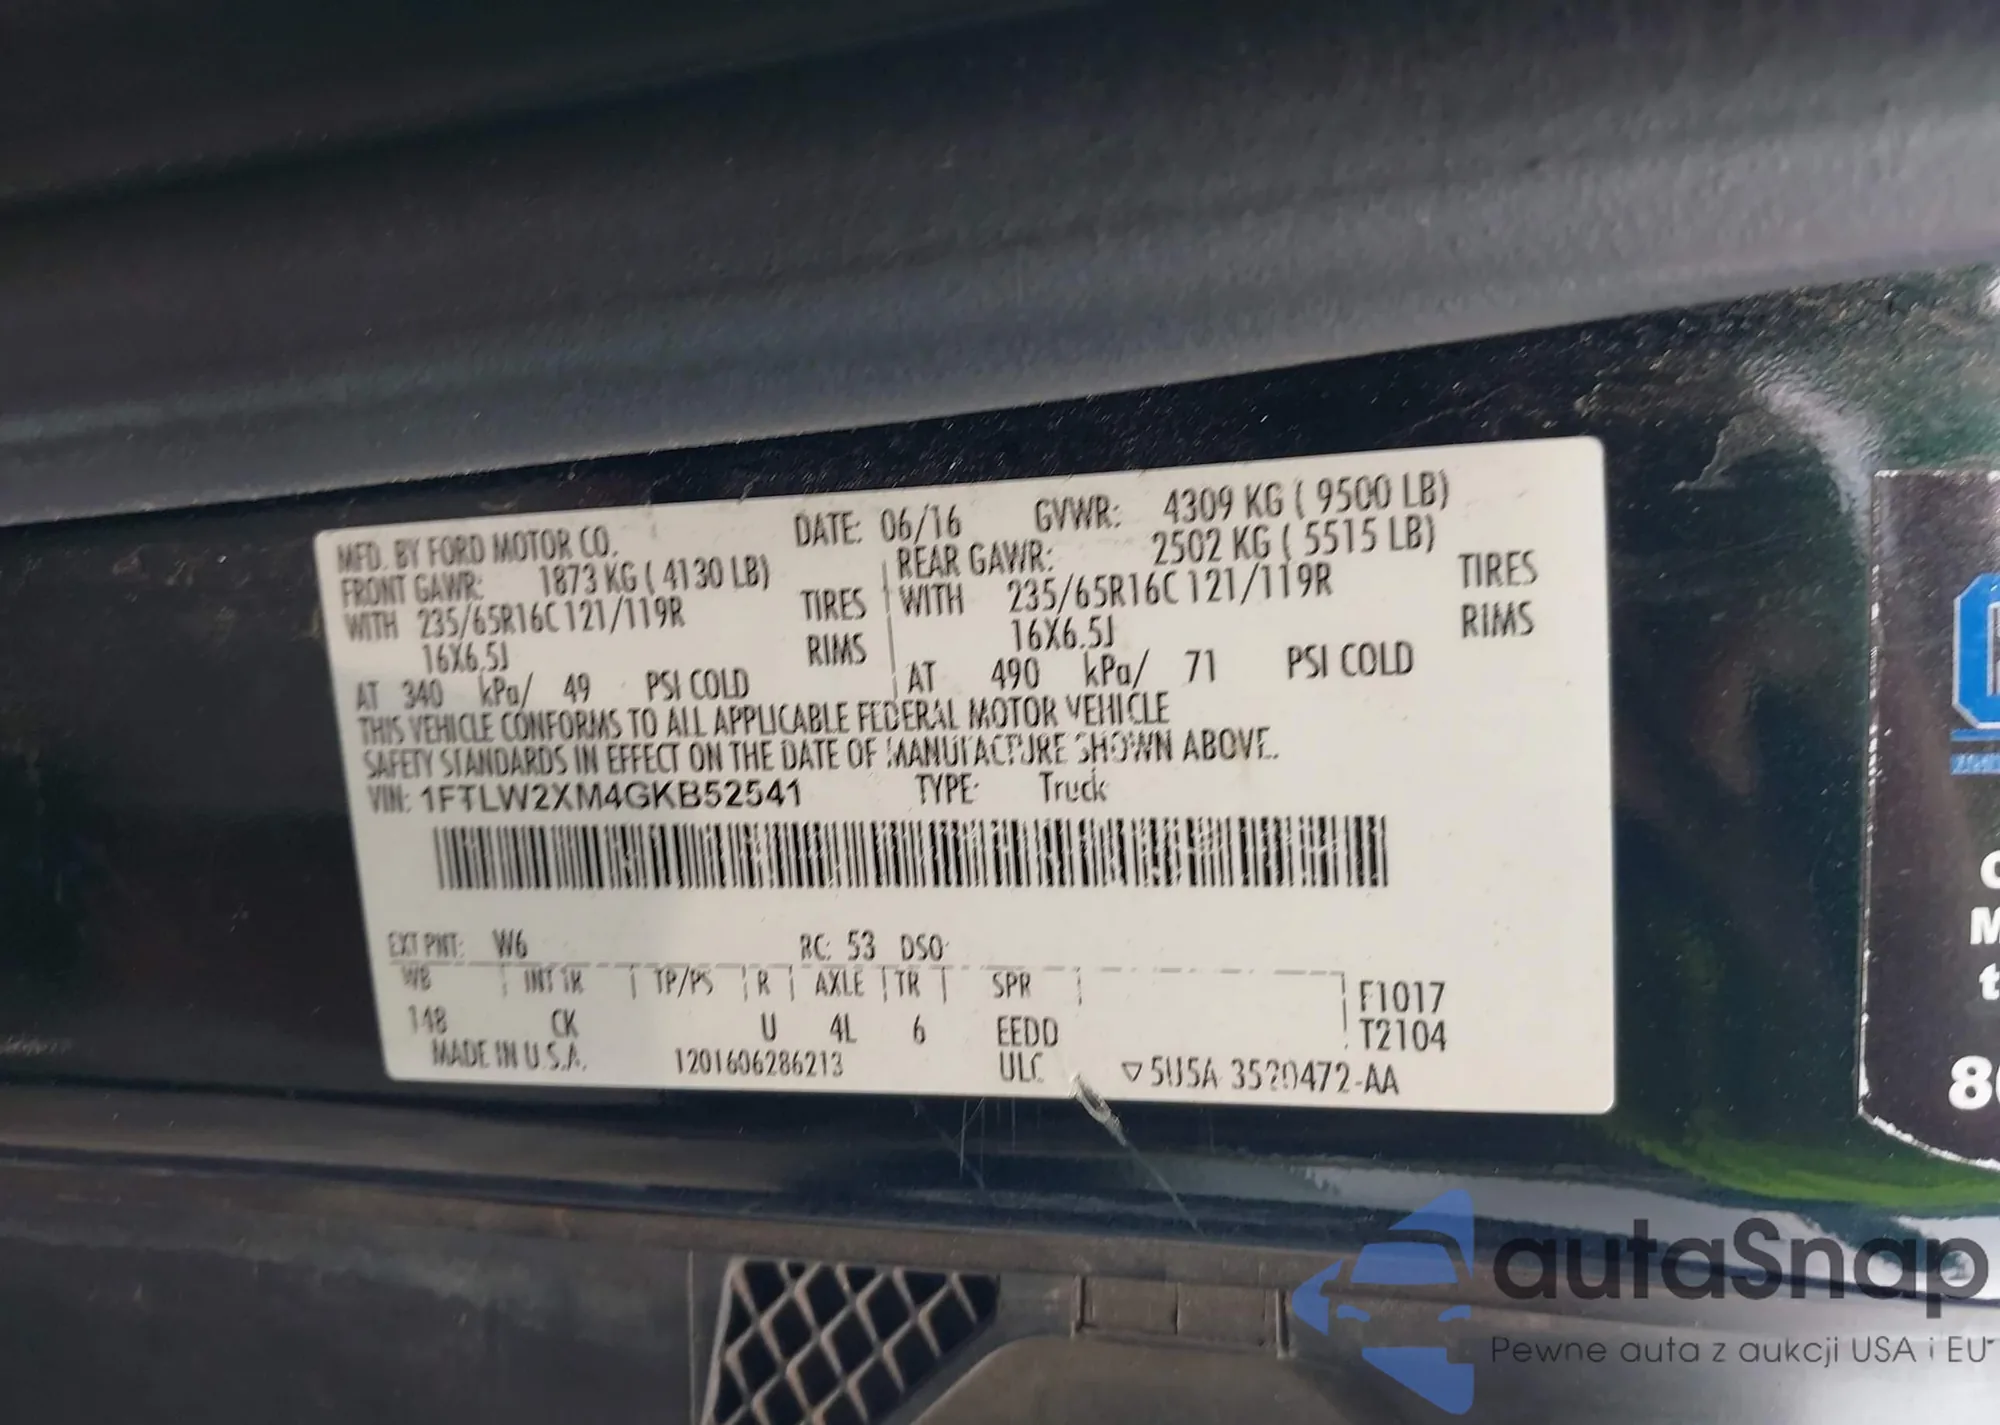 MFD. BY FORD MOTOR CO. DATE: 06/16 GVWR: 4309 KG ( 9500 LB)
FRONT GAWR: 1873 KG ( 4130 LB) REAR GAWR: 2502 KG ( 5515 LB)
WITH 235/65R16C 121/119R TIRES WITH 235/65R16C 121/119R TIRES
16X6.5J RIMS 16X6.5J RIMS
AT 340 kPa/ 49 PSI COLD AT 490 kPa/ 71 PSI COLD
THIS VEHICLE CONFORMS TO ALL APPLICABLE FEDERAL MOTOR VEHICLE
SAFETY STANDARDS IN EFFECT ON THE DATE OF MANUFACTURE SHOWN ABOVE.
VIN: 1FTLW2XM4GKB52541 TYPE: Truck
EXT PNT: W6 RC: 53 DSO:
WB INT TR TP/PS R AXLE TR SPR
F1017
148 CK U 4L 6 EEDD T2104
MADE IN U.S.A. 1201606286213 ULC ▽5U5A-3520472-AA
80
autaSnap
Pewne auta z aukcji USA i EU